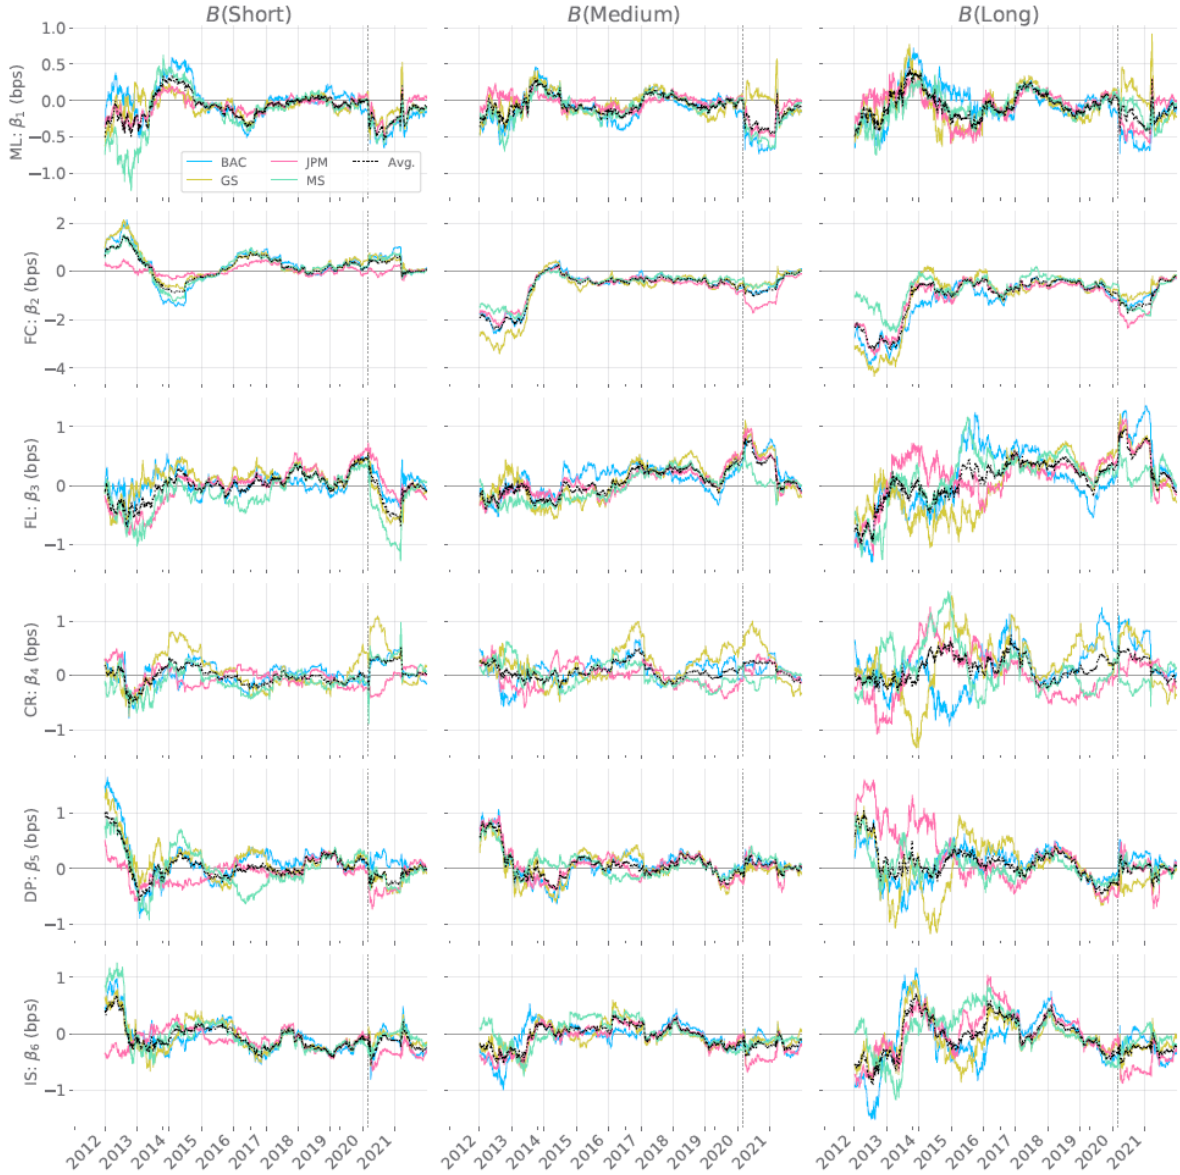 B(Short) B(Medium) B(Long)
ML: β₁ (bps)
1.0
0.5
0.0
−0.5
−1.0
BAC JPM Avg.
GS MS
FC: β₂ (bps)
2
0
−2
−4
FL: β₃ (bps)
1
0
−1
CR: β₄ (bps)
1
0
−1
DP: β₅ (bps)
1
0
−1
IS: β₆ (bps)
1
0
−1
2012 2013 2014 2015 2016 2017 2018 2019 2020 2021 2012 2013 2014 2015 2016 2017 2018 2019 2020 2021 2012 2013 2014 2015 2016 2017 2018 2019 2020 2021